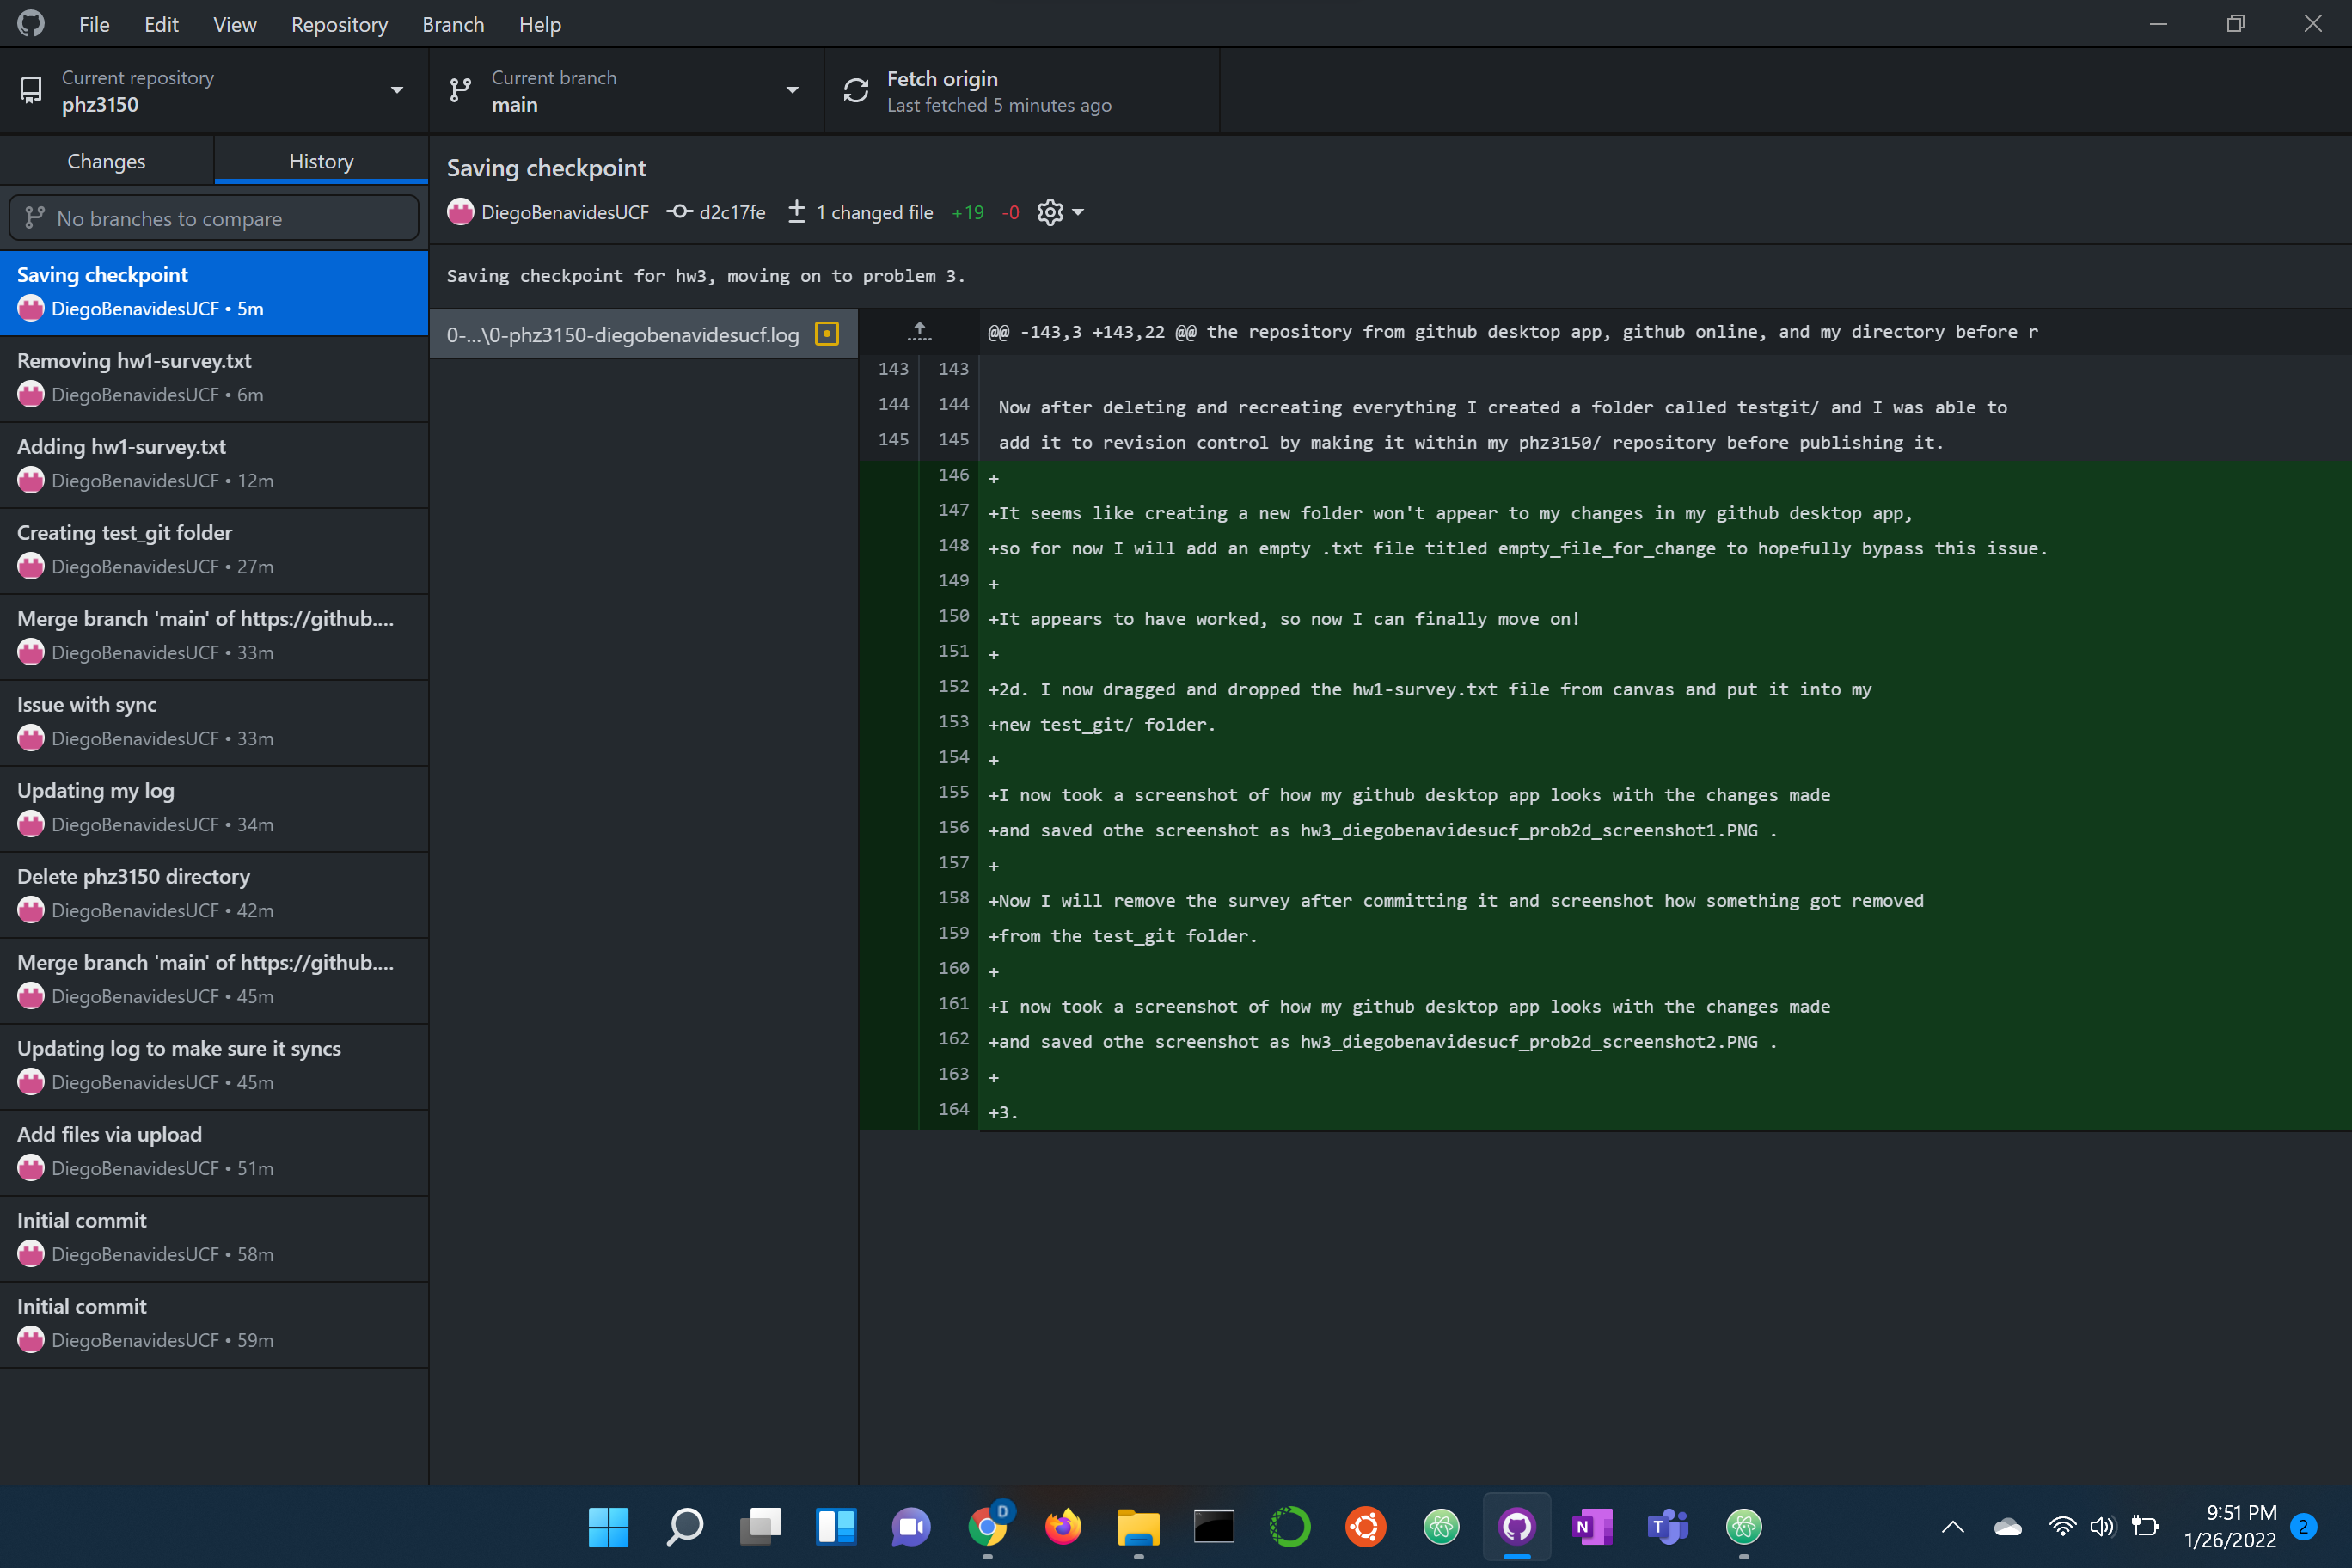 File Edit View Repository Branch Help
Current repository
phz3150
Current branch
main
Fetch origin
Last fetched 5 minutes ago
Changes
History
No branches to compare
Saving checkpoint
DiegoBenavidesUCF • 5m
Removing hw1-survey.txt
DiegoBenavidesUCF • 6m
Adding hw1-survey.txt
DiegoBenavidesUCF • 12m
Creating test_git folder
DiegoBenavidesUCF • 27m
Merge branch 'main' of https://github....
DiegoBenavidesUCF • 33m
Issue with sync
DiegoBenavidesUCF • 33m
Updating my log
DiegoBenavidesUCF • 34m
Delete phz3150 directory
DiegoBenavidesUCF • 42m
Merge branch 'main' of https://github....
DiegoBenavidesUCF • 45m
Updating log to make sure it syncs
DiegoBenavidesUCF • 45m
Add files via upload
DiegoBenavidesUCF • 51m
Initial commit
DiegoBenavidesUCF • 58m
Initial commit
DiegoBenavidesUCF • 59m
Saving checkpoint
DiegoBenavidesUCF d2c17fe 1 changed file +19 -0
Saving checkpoint for hw3, moving on to problem 3.
0-...\0-phz3150-diegobenavidesucf.log
@@ -143,3 +143,22 @@ the repository from github desktop app, github online, and my directory before r
143 143
144 144 Now after deleting and recreating everything I created a folder called testgit/ and I was able to
145 145 add it to revision control by making it within my phz3150/ repository before publishing it.
146 +
147 +It seems like creating a new folder won't appear to my changes in my github desktop app,
148 +so for now I will add an empty .txt file titled empty_file_for_change to hopefully bypass this issue.
149 +
150 +It appears to have worked, so now I can finally move on!
151 +
152 +2d. I now dragged and dropped the hw1-survey.txt file from canvas and put it into my
153 +new test_git/ folder.
154 +
155 +I now took a screenshot of how my github desktop app looks with the changes made
156 +and saved othe screenshot as hw3_diegobenavidesucf_prob2d_screenshot1.PNG .
157 +
158 +Now I will remove the survey after committing it and screenshot how something got removed
159 +from the test_git folder.
160 +
161 +I now took a screenshot of how my github desktop app looks with the changes made
162 +and saved othe screenshot as hw3_diegobenavidesucf_prob2d_screenshot2.PNG .
163 +
164 +3.
D
N
T
9:51 PM
1/26/2022
2